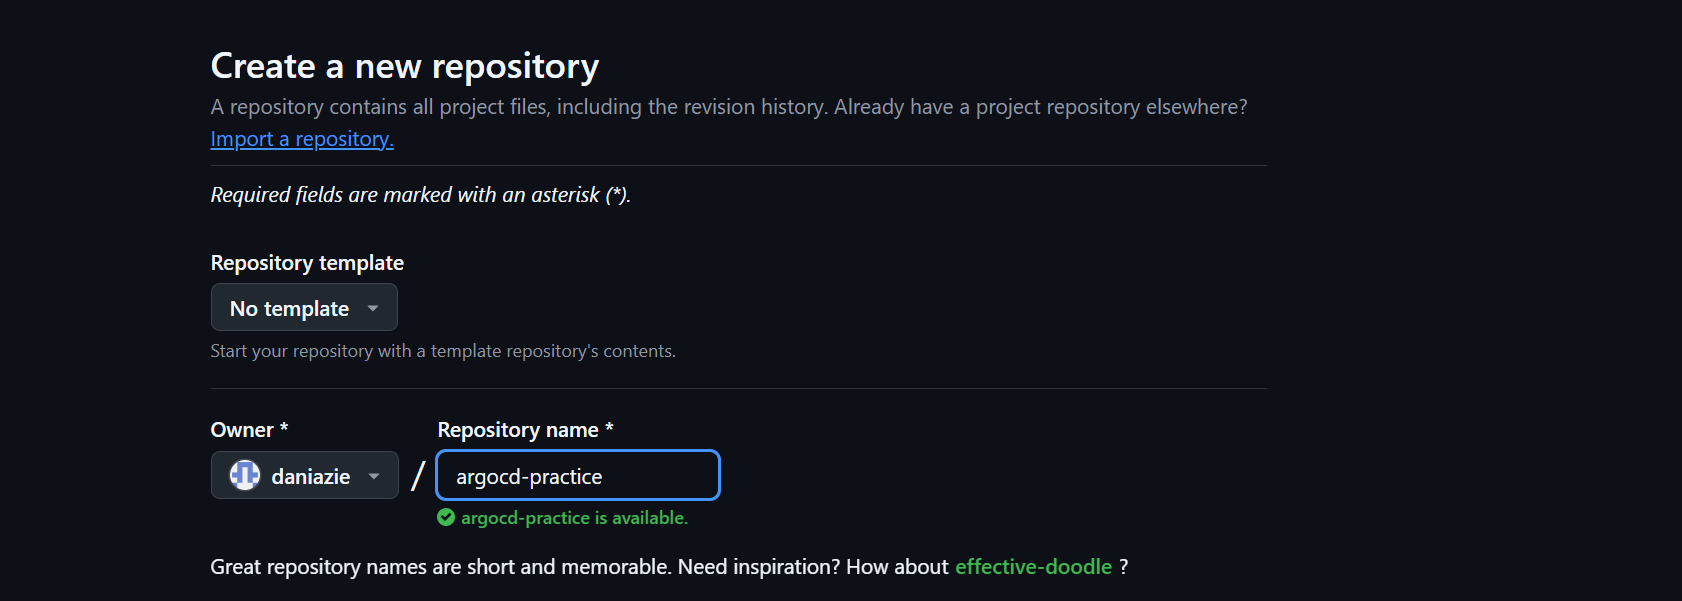 Create a new repository
A repository contains all project files, including the revision history. Already have a project repository elsewhere?
Import a repository.
Required fields are marked with an asterisk (*).
Repository template
No template
Start your repository with a template repository's contents.
Owner *
Repository name *
daniazie
/
argocd-practice
argocd-practice is available.
Great repository names are short and memorable. Need inspiration? How about effective-doodle ?